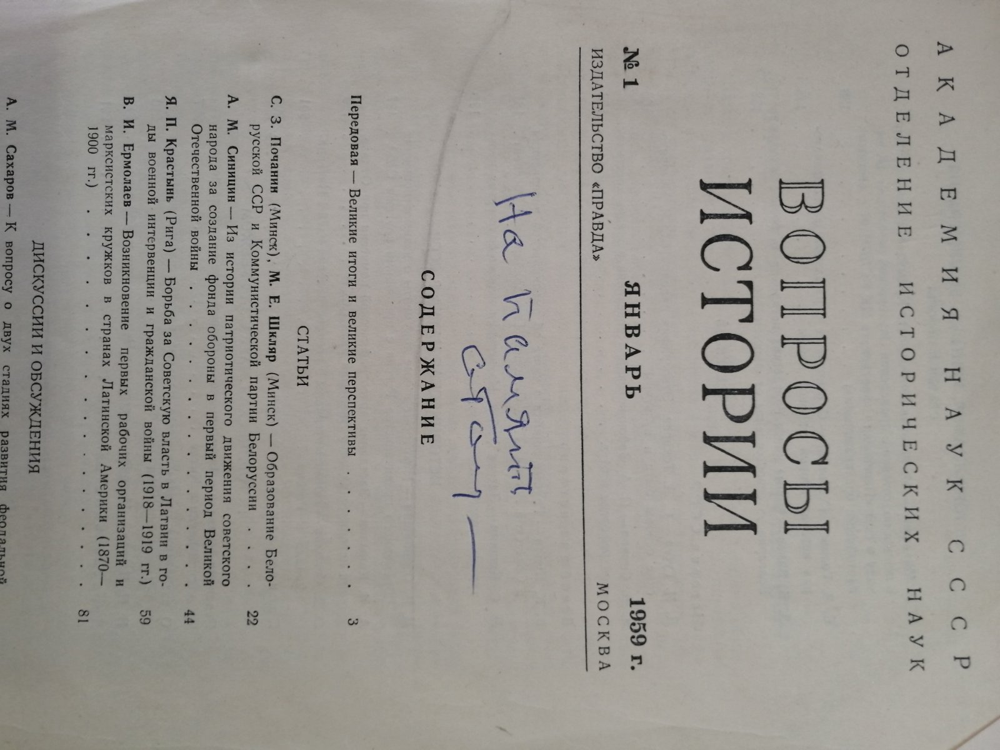 АКАДЕМИЯ НАУК СССР
ОТДЕЛЕНИЕ ИСТОРИЧЕСКИХ НАУК
ВОПРОСЫ
ИСТОРИИ
№ 1 ЯНВАРЬ 1959 г.
ИЗДАТЕЛЬСТВО «ПРАВДА» МОСКВА
На память
СОДЕРЖАНИЕ
Передовая — Великие итоги и великие перспективы . . . . . . 3
СТАТЬИ
С. З. Почанин (Минск), М. Е. Шкляр (Минск) — Образование Бело-
русской ССР и Коммунистической партии Белоруссии . . . . 22
А. М. Синицин — Из истории патриотического движения советского
народа за создание фонда обороны в первый период Великой
Отечественной войны . . . . . . . . . . . . . 44
Я. П. Крастынь (Рига) — Борьба за Советскую власть в Латвии в го-
ды военной интервенции и гражданской войны (1918—1919 гг.) 59
В. И. Ермолаев — Возникновение первых рабочих организаций и
марксистских кружков в странах Латинской Америки (1870—
1900 гг.) . . . . . . . . . . . . . . . . . 81
ДИСКУССИИ И ОБСУЖДЕНИЯ
А. М. Сахаров — К вопросу о двух стадиях развития феодальной